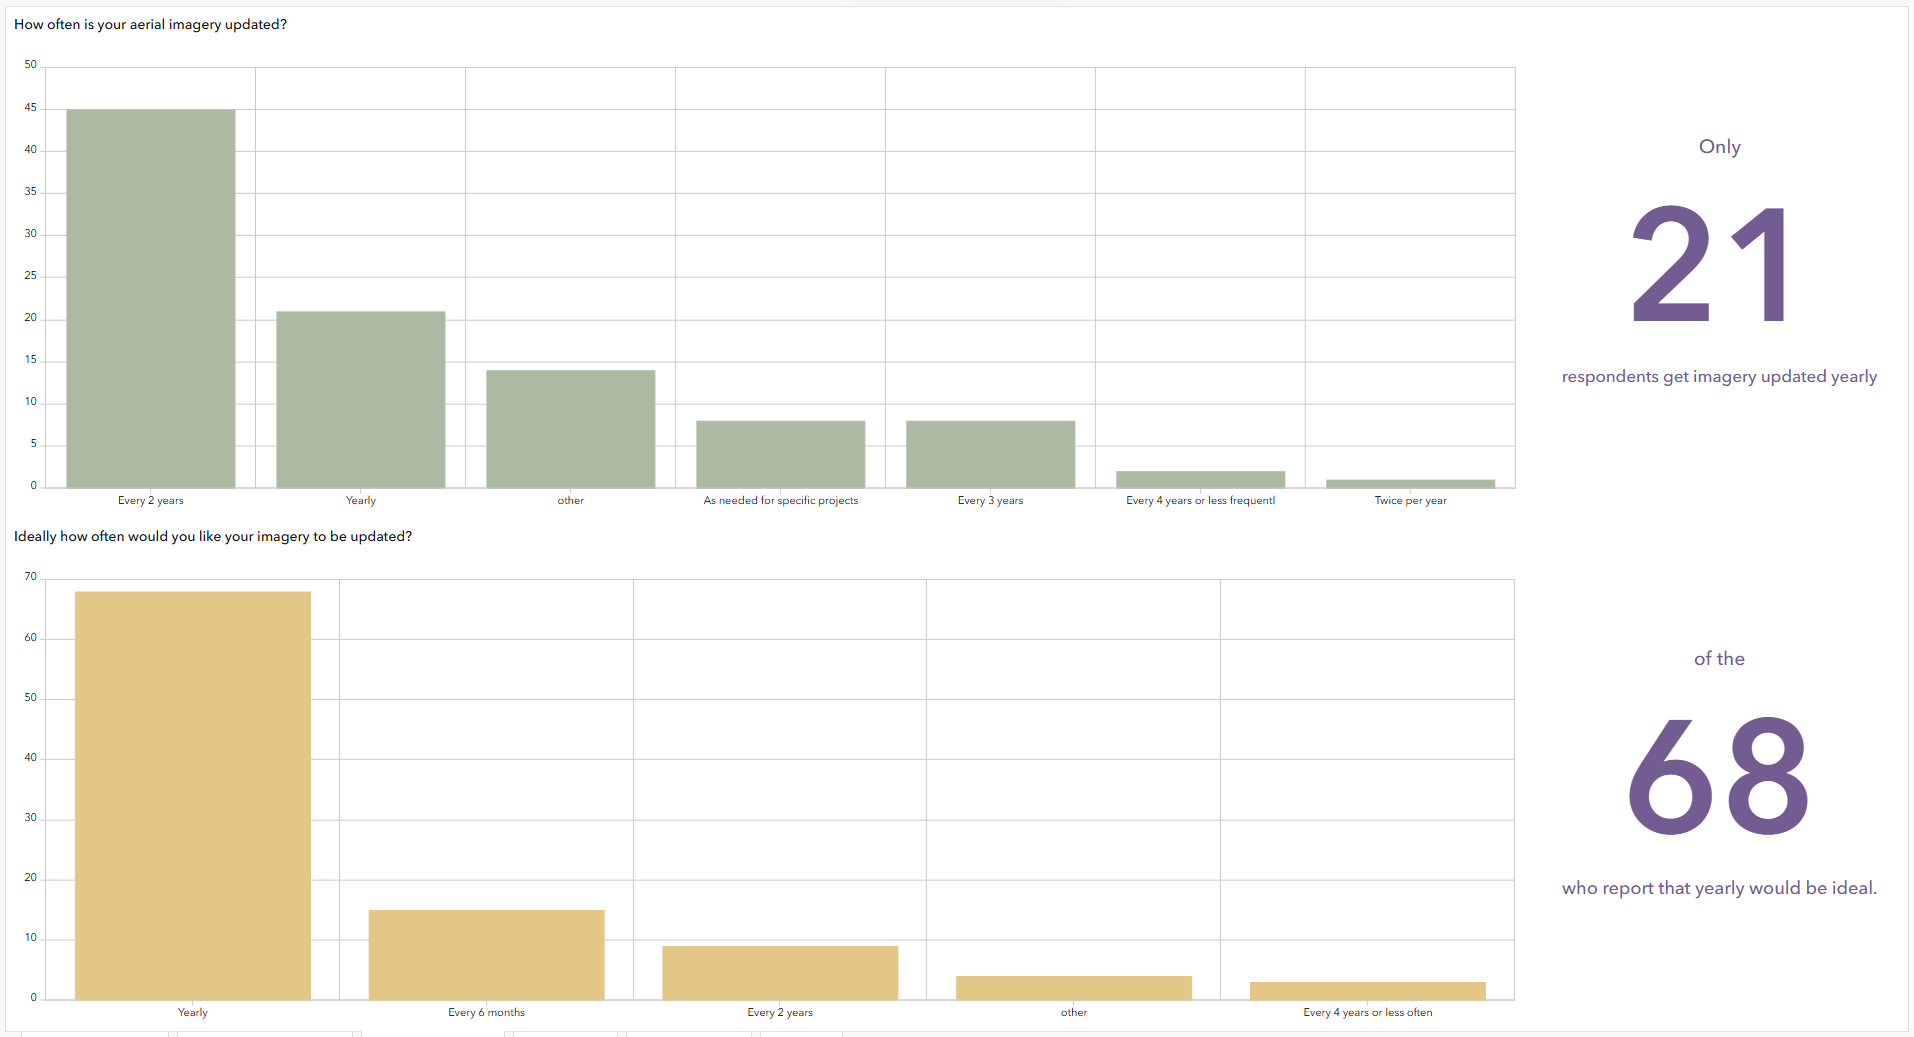 How often is your aerial imagery updated?
50
45
40
35
30
25
20
15
10
5
0
Every 2 years
Yearly
other
As needed for specific projects
Every 3 years
Every 4 years or less frequentl
Twice per year
Only
21
respondents get imagery updated yearly
Ideally how often would you like your imagery to be updated?
70
60
50
40
30
20
10
0
Yearly
Every 6 months
Every 2 years
other
Every 4 years or less often
of the
68
who report that yearly would be ideal.